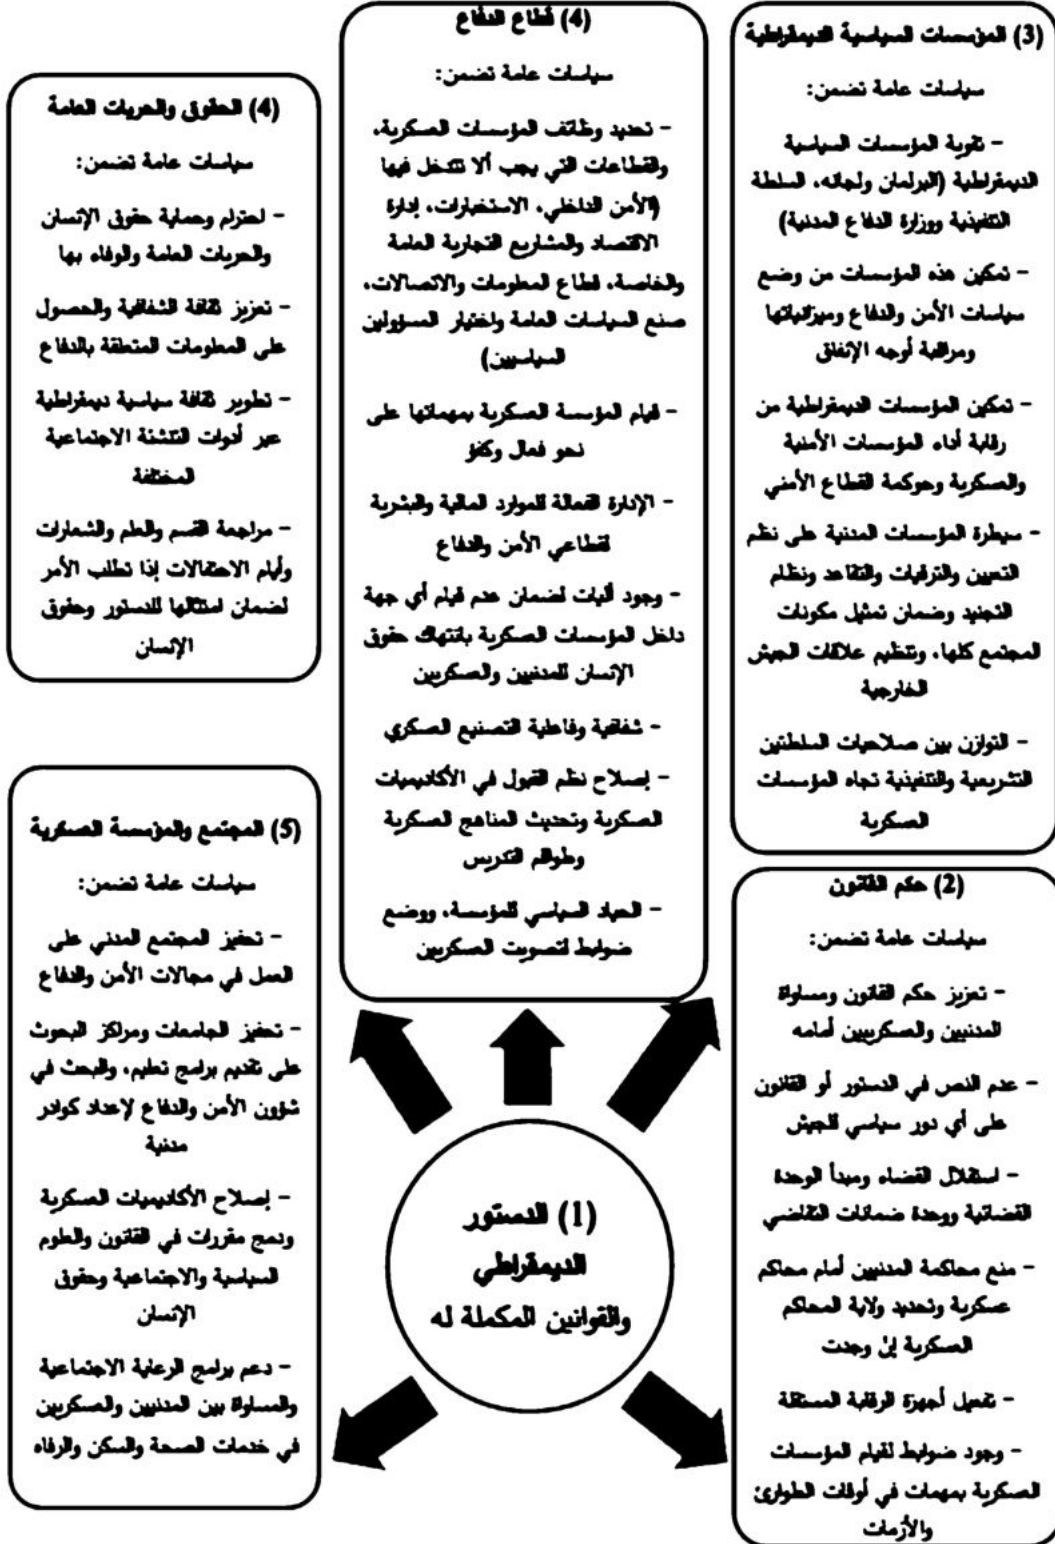 (3) المؤسسات السياسية الديمقراطية
سياسات عامة تضمن:
- تقوية المؤسسات السياسية
الديمقراطية (البرلمان ولجانه، السلطة
التنفيذية ووزارة الدفاع المدنية)
- تمكين هذه المؤسسات من وضع
سياسات الأمن والدفاع وميزانياتها
ومراقبة أوجه الإنفاق
- تمكين المؤسسات الديمقراطية من
رقابة أداء المؤسسات الأمنية
والعسكرية وحوكمة القطاع الأمني
- سيطرة المؤسسات المدنية على نظم
التعيين والترقيات والتقاعد ونظام
التجنيد وضمان تمثيل مكونات
المجتمع كلها، وتنظيم علاقات الجيش
الخارجية
- التوازن بين صلاحيات السلطتين
التشريعية والتنفيذية تجاه المؤسسات
العسكرية
(4) قطاع الدفاع
سياسات عامة تضمن:
- تحديد وظائف المؤسسات العسكرية،
والقطاعات التي يجب ألا تتدخل فيها
(الأمن الداخلي، الاستخبارات، إدارة
الاقتصاد والمشاريع التجارية العامة
والخاصة، قطاع المعلومات والاتصالات،
صنع السياسات العامة واختيار المسؤولين
السياسيين)
- قيام المؤسسة العسكرية بمهماتها على
نحو فعال وكفؤ
- الإدارة الفعالة للموارد المالية والبشرية
لقطاعي الأمن والدفاع
- وجود آليات لضمان عدم قيام أي جهة
داخل المؤسسات العسكرية بانتهاك حقوق
الإنسان للمدنيين والعسكريين
- شفافية وفاعلية التصنيع العسكري
- إصلاح نظم القبول في الأكاديميات
العسكرية وتحديث المناهج العسكرية
وطواقم التدريس
- الحياد السياسي للمؤسسة، ووضع
ضوابط لتصويت العسكريين
(4) الحقوق والحريات العامة
سياسات عامة تضمن:
- احترام وحماية حقوق الإنسان
والحريات العامة والوفاء بها
- تعزيز ثقافة الشفافية والحصول
على المعلومات المتعلقة بالدفاع
- تطوير ثقافة سياسية ديمقراطية
عبر أدوات التنشئة الاجتماعية
المختلفة
- مراجعة القسم والعلم والشعارات
وأيام الاحتفالات إذا تطلب الأمر
لضمان امتثالها للدستور وحقوق
الإنسان
(2) حكم القانون
سياسات عامة تضمن:
- تعزيز حكم القانون ومساواة
المدنيين والعسكريين أمامه
- عدم النص في الدستور أو القانون
على أي دور سياسي للجيش
- استقلال القضاء ومبدأ الوحدة
القضائية ووحدة ضمانات التقاضي
- منع محاكمة المدنيين أمام محاكم
عسكرية وتحديد ولاية المحاكم
العسكرية إن وجدت
- تفعيل أجهزة الرقابة المستقلة
- وجود ضوابط لقيام المؤسسات
العسكرية بمهمات في أوقات الطوارئ
والأزمات
(1) الدستور
الديمقراطي
والقوانين المكملة له
(5) المجتمع والمؤسسة العسكرية
سياسات عامة تضمن:
- تحفيز المجتمع المدني على
العمل في مجالات الأمن والدفاع
- تحفيز الجامعات ومراكز البحوث
على تقديم برامج تعليم، والبحث في
شؤون الأمن والدفاع لإعداد كوادر
مدنية
- إصلاح الأكاديميات العسكرية
ودمج مقررات في القانون والعلوم
السياسية والاجتماعية وحقوق
الإنسان
- دعم برامج الرعاية الاجتماعية
والمساواة بين المدنيين والعسكريين
في خدمات الصحة والسكن والرفاه